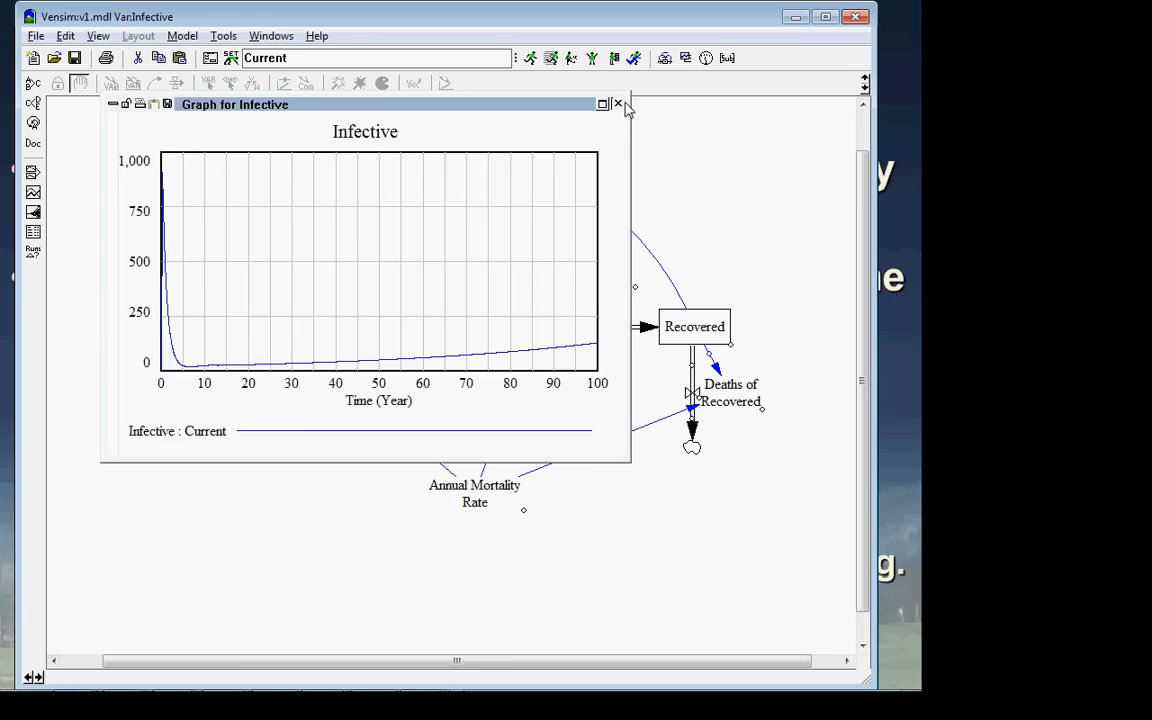 Vensim:v1.mdl Var:Infective
File Edit View Layout Model Tools Windows Help
SET Current
Graph for Infective
Infective
1,000
750
500
250
0
0 10 20 30 40 50 60 70 80 90 100
Time (Year)
Infective : Current
Doc
Runs
Recovered
Deaths of
Recovered
Annual Mortality
Rate
y
ne
g.